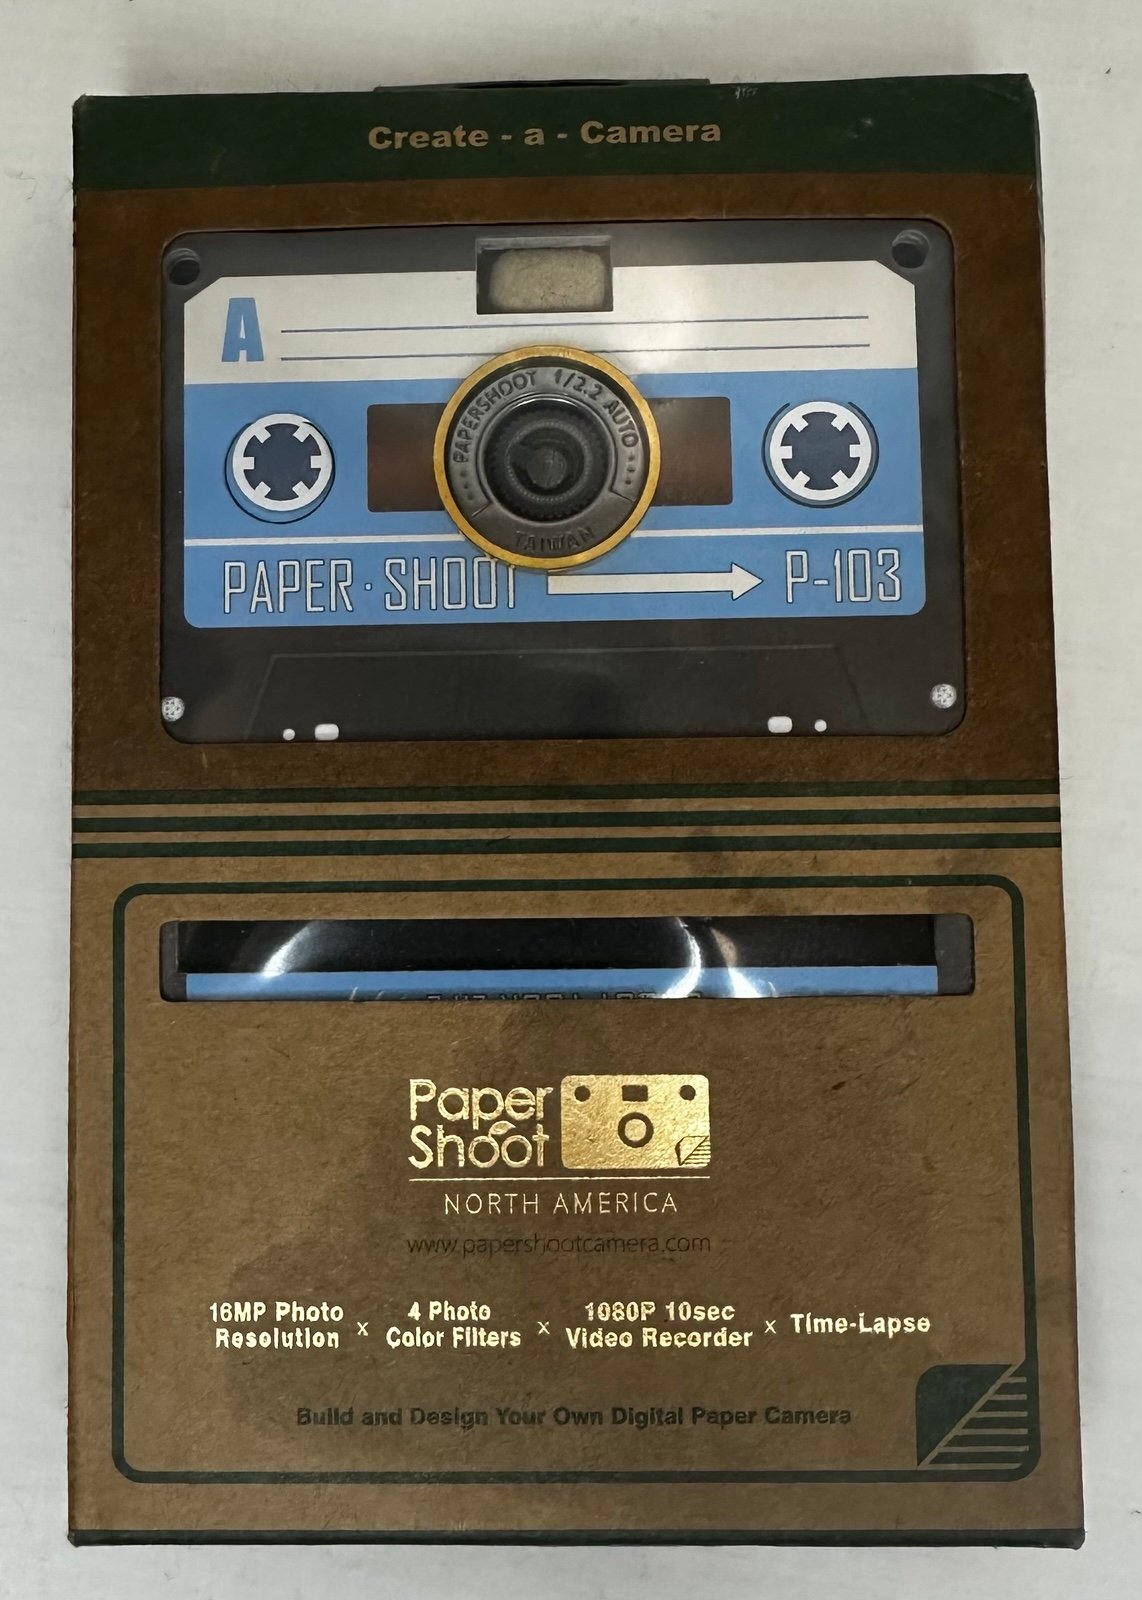 Create - a - Camera
A
PAPERSHOOT 1/2.2 AUTO
TAIWAN
PAPER · SHOOT P-103
Paper
Shoot
NORTH AMERICA
www.papershootcamera.com
16MP Photo
Resolution
x
4 Photo
Color Filters
x
1080P 10sec
Video Recorder
x
Time-Lapse
Build and Design Your Own Digital Paper Camera